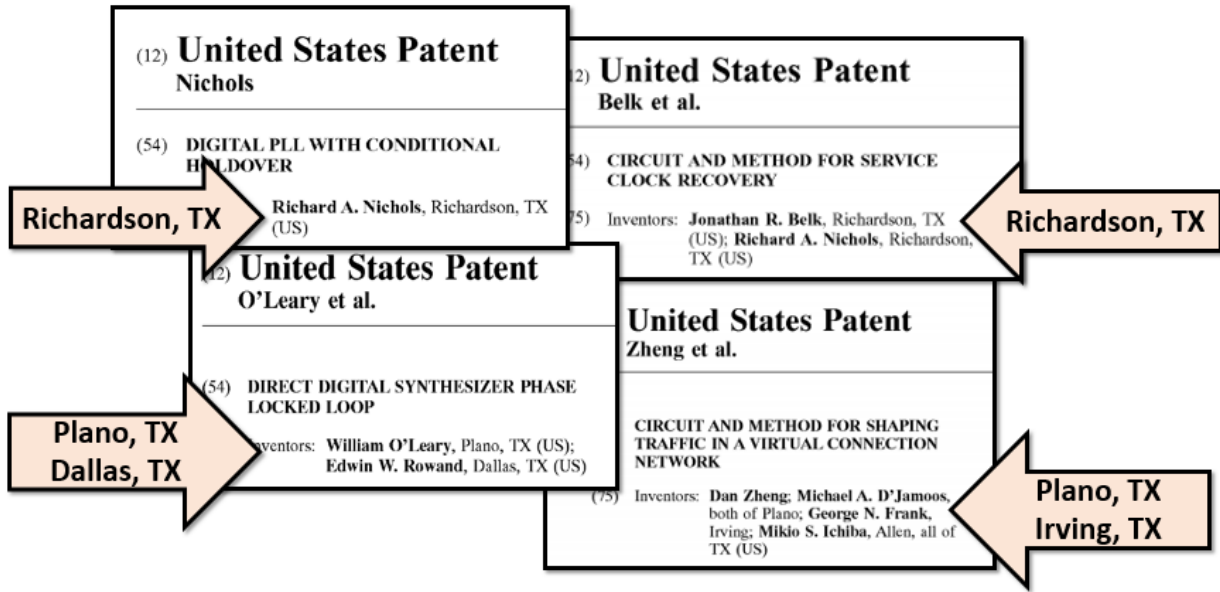 (12) United States Patent
Nichols
(54) DIGITAL PLL WITH CONDITIONAL
HOLDOVER
Richard A. Nichols, Richardson, TX
(US)
Richardson, TX
12) United States Patent
Belk et al.
54) CIRCUIT AND METHOD FOR SERVICE
CLOCK RECOVERY
75) Inventors: Jonathan R. Belk, Richardson, TX
(US); Richard A. Nichols, Richardson,
TX (US)
Richardson, TX
(12) United States Patent
O'Leary et al.
(54) DIRECT DIGITAL SYNTHESIZER PHASE
LOCKED LOOP
Inventors: William O'Leary, Plano, TX (US);
Edwin W. Rowand, Dallas, TX (US)
Plano, TX
Dallas, TX
United States Patent
Zheng et al.
CIRCUIT AND METHOD FOR SHAPING
TRAFFIC IN A VIRTUAL CONNECTION
NETWORK
(75) Inventors: Dan Zheng; Michael A. D'Jamoos,
both of Plano; George N. Frank,
Irving; Mikio S. Ichiba, Allen, all of
TX (US)
Plano, TX
Irving, TX